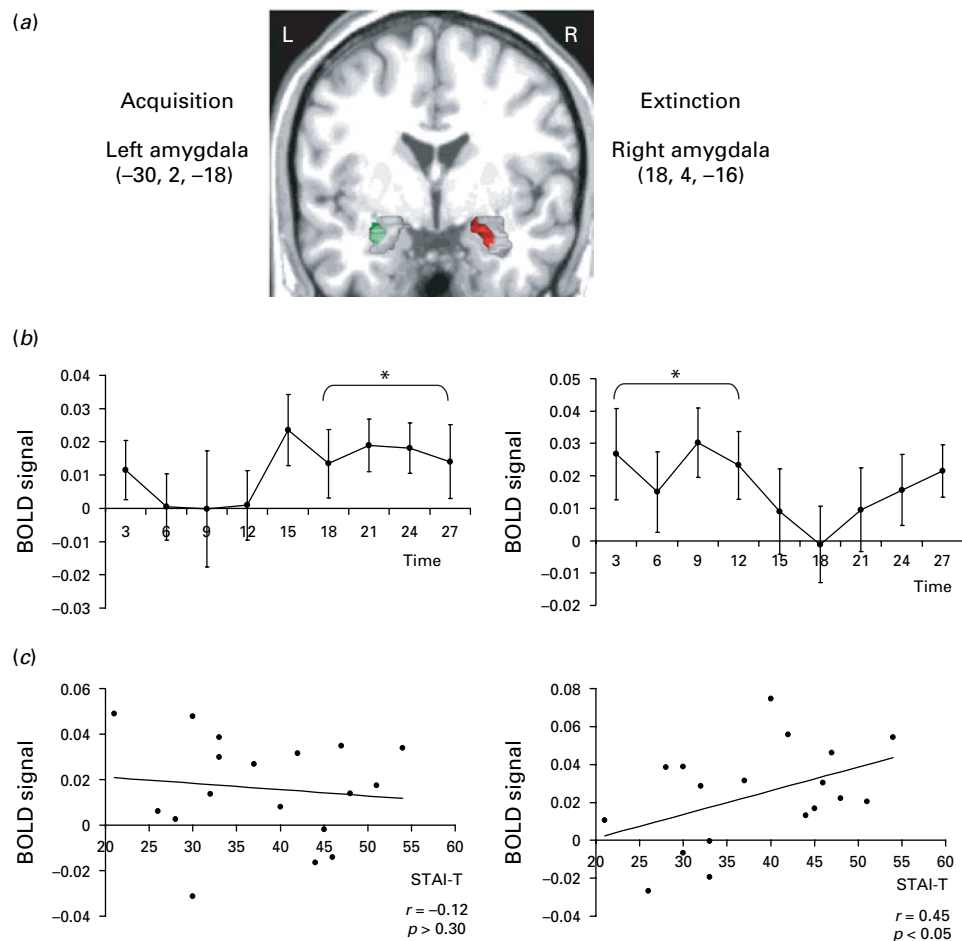 (a)
L R
Acquisition
Left amygdala
(–30, 2, –18)
Extinction
Right amygdala
(18, 4, –16)
(b)
BOLD signal
0.04
0.03
0.02
0.01
0
–0.01
–0.02
–0.03
*
3 6 9 12 15 18 21 24 27
Time
BOLD signal
0.05
0.04
0.03
0.02
0.01
0
–0.01
–0.02
*
3 6 9 12 15 18 21 24 27
Time
(c)
BOLD signal
0.06
0.04
0.02
0
–0.02
–0.04
20 25 30 35 40 45 50 55 60
STAI-T
r = –0.12
p > 0.30
BOLD signal
0.08
0.06
0.04
0.02
0
–0.02
–0.04
20 25 30 35 40 45 50 55 60
STAI-T
r = 0.45
p < 0.05